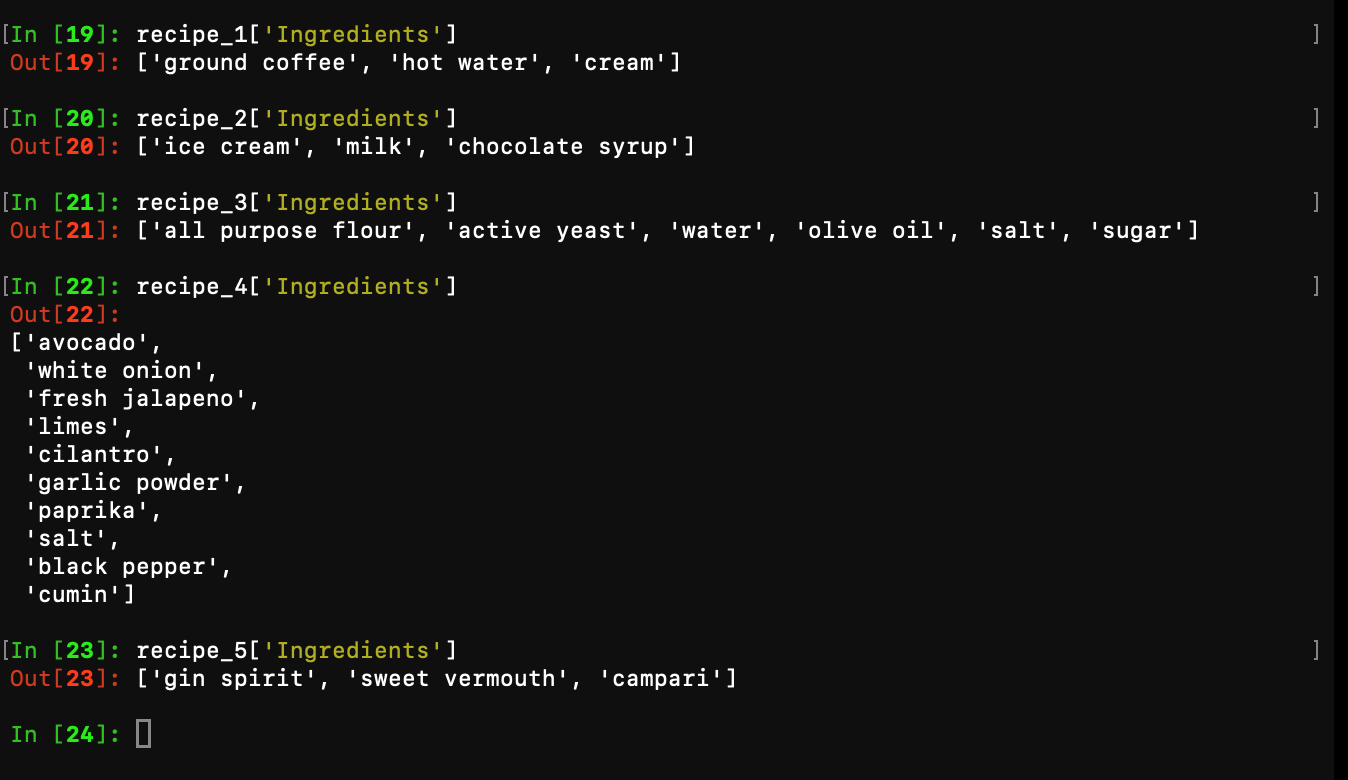 [In [19]: recipe_1['Ingredients']]
Out[19]: ['ground coffee', 'hot water', 'cream']
[In [20]: recipe_2['Ingredients']]
Out[20]: ['ice cream', 'milk', 'chocolate syrup']
[In [21]: recipe_3['Ingredients']]
Out[21]: ['all purpose flour', 'active yeast', 'water', 'olive oil', 'salt', 'sugar']
[In [22]: recipe_4['Ingredients']]
Out[22]:
['avocado',
 'white onion',
 'fresh jalapeno',
 'limes',
 'cilantro',
 'garlic powder',
 'paprika',
 'salt',
 'black pepper',
 'cumin']
[In [23]: recipe_5['Ingredients']]
Out[23]: ['gin spirit', 'sweet vermouth', 'campari']
In [24]: